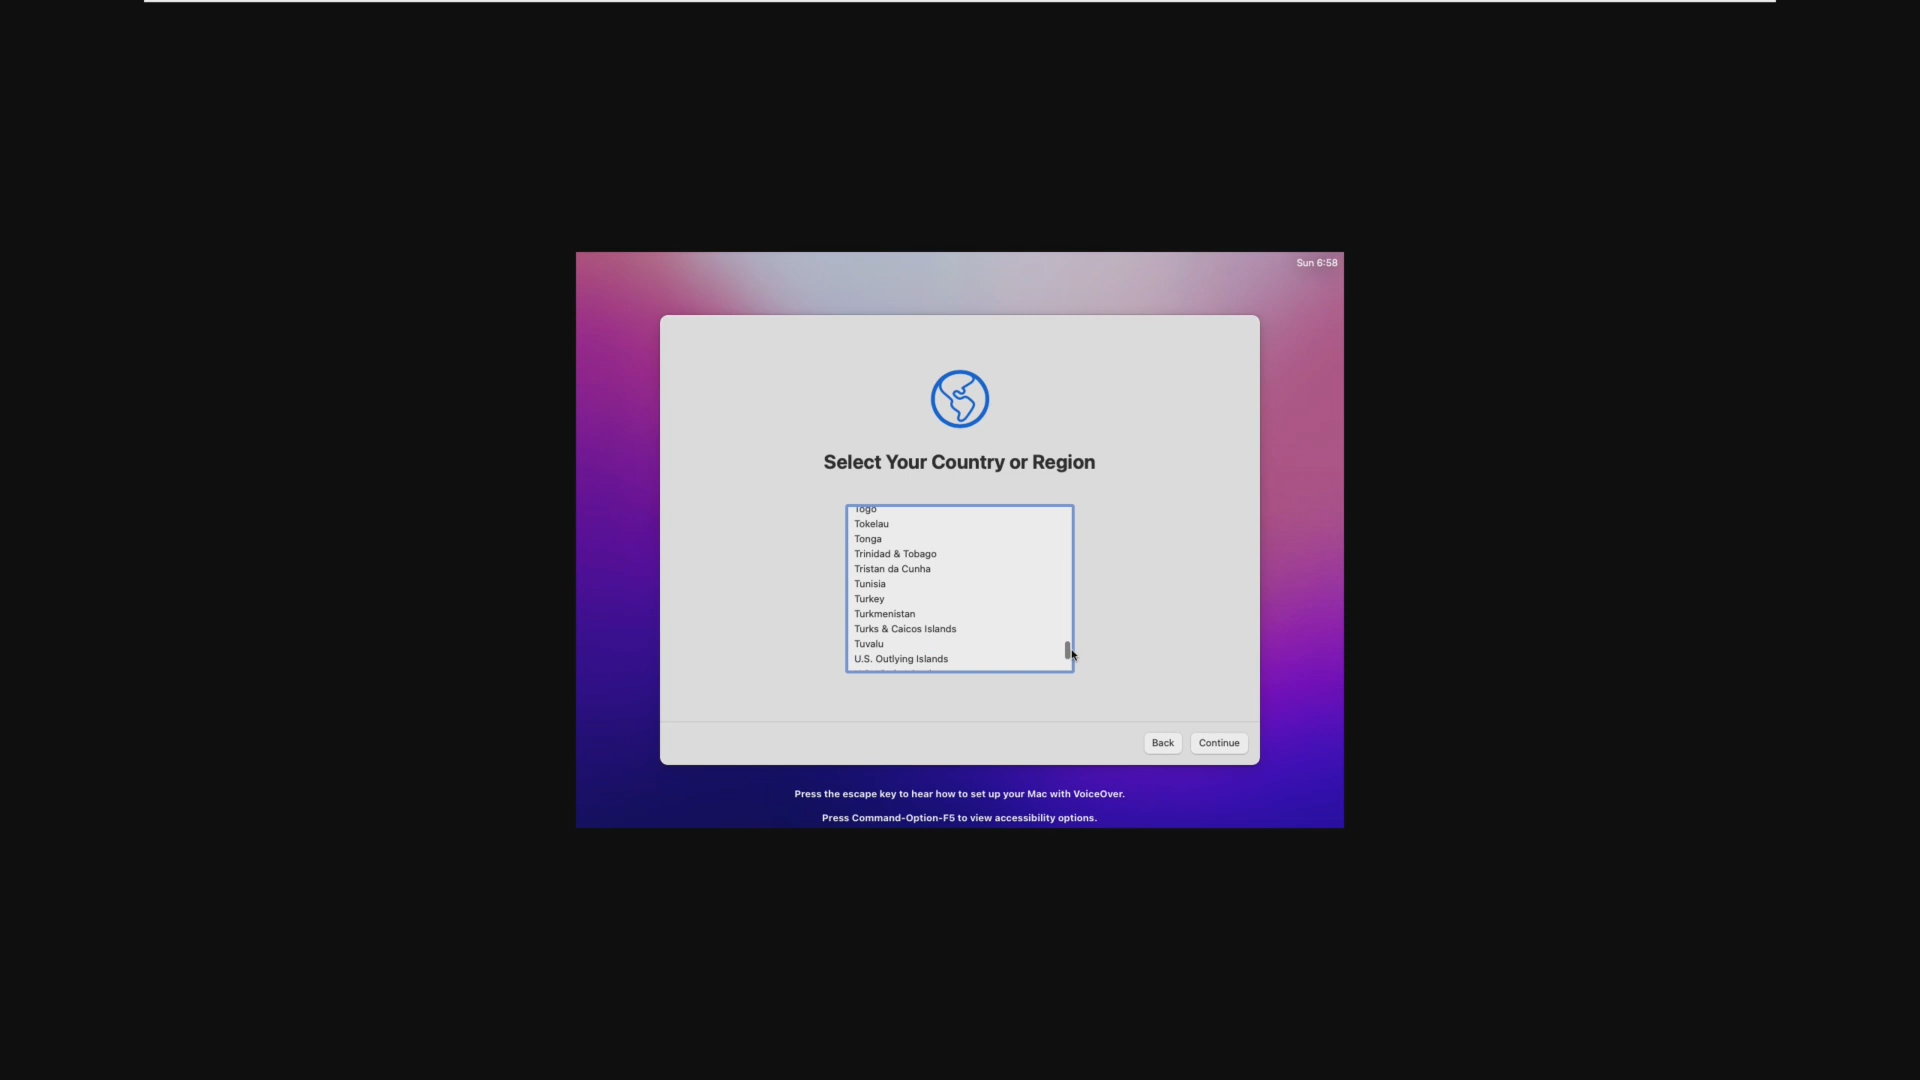 Sun 6:58
Select Your Country or Region
Togo
Tokelau
Tonga
Trinidad & Tobago
Tristan da Cunha
Tunisia
Turkey
Turkmenistan
Turks & Caicos Islands
Tuvalu
U.S. Outlying Islands
Back Continue
Press the escape key to hear how to set up your Mac with VoiceOver.
Press Command-Option-F5 to view accessibility options.